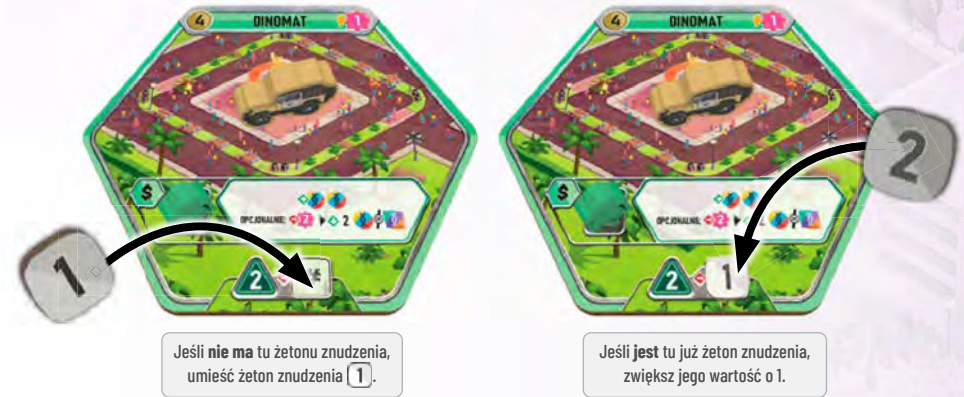 4 DINOMAT 1
$
OPCJONALNIE: 2 2
2
1
Jeśli nie ma tu żetonu znudzenia,
umieść żeton znudzenia 1.
4 DINOMAT 1
$
OPCJONALNIE: 2
2 1
2
Jeśli jest tu już żeton znudzenia,
zwiększ jego wartość o 1.